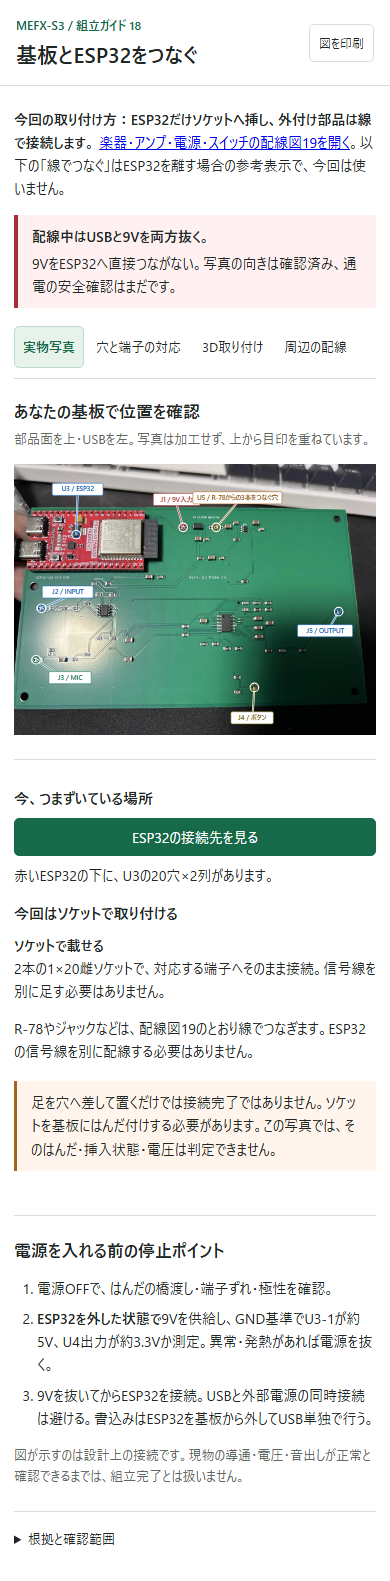 MEFX-S3 / 組立ガイド 18
基板とESP32をつなぐ
図を印刷
今回の取り付け方：ESP32だけソケットへ挿し、外付け部品は線
で接続します。 楽器・アンプ・電源・スイッチの配線図19を開く。以
下の「線でつなぐ」はESP32を離す場合の参考表示で、今回は使
いません。
配線中はUSBと9Vを両方抜く。
9VをESP32へ直接つながない。写真の向きは確認済み、通
電の安全確認はまだです。
実物写真
穴と端子の対応
3D取り付け
周辺の配線
あなたの基板で位置を確認
部品面を上・USBを左。写真は加工せず、上から目印を重ねています。
U3 / ESP32
J1 / 9V入力
U5 / R-78からの3本をつなぐ穴
J2 / INPUT
J3 / MIC
J5 / OUTPUT
J4 / ボタン
今、つまずいている場所
ESP32の接続先を見る
赤いESP32の下に、U3の20穴×2列があります。
今回はソケットで取り付ける
ソケットで載せる
2本の1×20雌ソケットで、対応する端子へそのまま接続。信号線を
別に足す必要はありません。
R-78やジャックなどは、配線図19のとおり線でつなぎます。ESP32
の信号線を別に配線する必要はありません。
足を穴へ差して置くだけでは接続完了ではありません。ソケッ
トを基板にはんだ付けする必要があります。この写真では、そ
のはんだ・挿入状態・電圧は判定できません。
電源を入れる前の停止ポイント
1. 電源OFFで、はんだの橋渡し・端子ずれ・極性を確認。
2. ESP32を外した状態で9Vを供給し、GND基準でU3-1が約
5V、U4出力が約3.3Vか測定。異常・発熱があれば電源を抜
く。
3. 9Vを抜いてからESP32を接続。USBと外部電源の同時接続
は避ける。書込みはESP32を基板から外してUSB単独で行う。
図が示すのは設計上の接続です。現物の導通・電圧・音出しが正常と
確認できるまでは、組立完了とは扱いません。
▶ 根拠と確認範囲